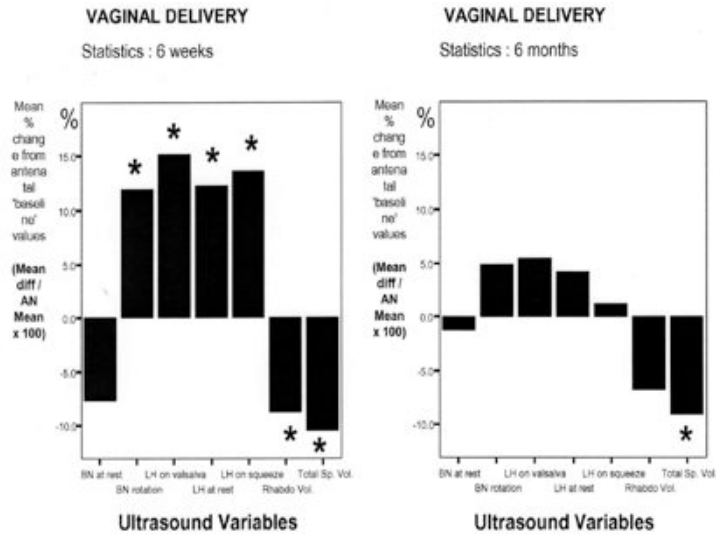 VAGINAL DELIVERY
Statistics : 6 weeks
Mean
%
chang
e from
antena
tal
'baseli
ne'
values
(Mean
diff /
AN
Mean
x 100)
%
15.0
10.0
5.0
0.0
-5.0
-10.0
*
*
*
*
*
*
BN at rest
LH on valsalva
LH on squeeze
Total Sp. Vol.
BN rotation
LH at rest
Rhabdo Vol.
Ultrasound Variables
VAGINAL DELIVERY
Statistics : 6 months
Mean
%
chang
e from
antena
tal
'baseli
ne'
values
(Mean
diff /
AN
Mean
x 100)
%
15.0
10.0
5.0
0.0
-5.0
-10.0
*
BN at rest
LH on valsalva
LH on squeeze
Total Sp. Vol.
BN rotation
LH at rest
Rhabdo Vol.
Ultrasound Variables